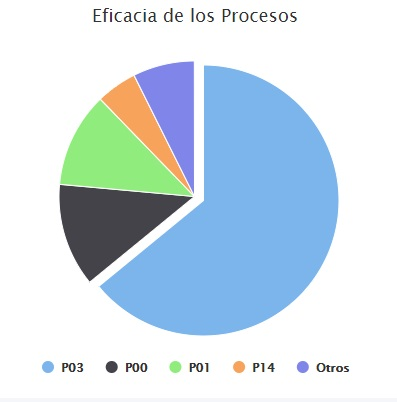 Eficacia de los Procesos
P03 P00 P01 P14 Otros